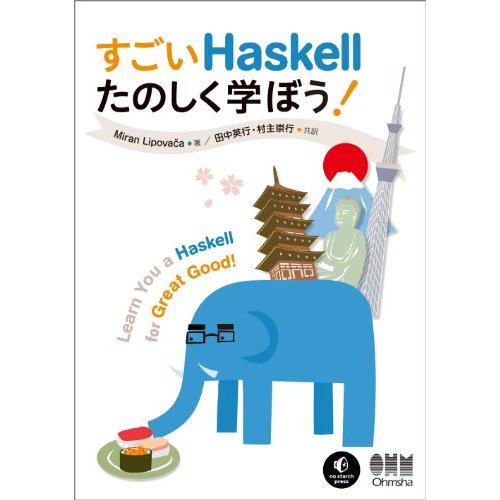 すごいHaskell
たのしく学ぼう!
Miran Lipovača ● 著 / 田中英行・村主崇行 ● 共訳
Learn You a Haskell
for Great Good!
no starch
press
OHM
Ohmsha